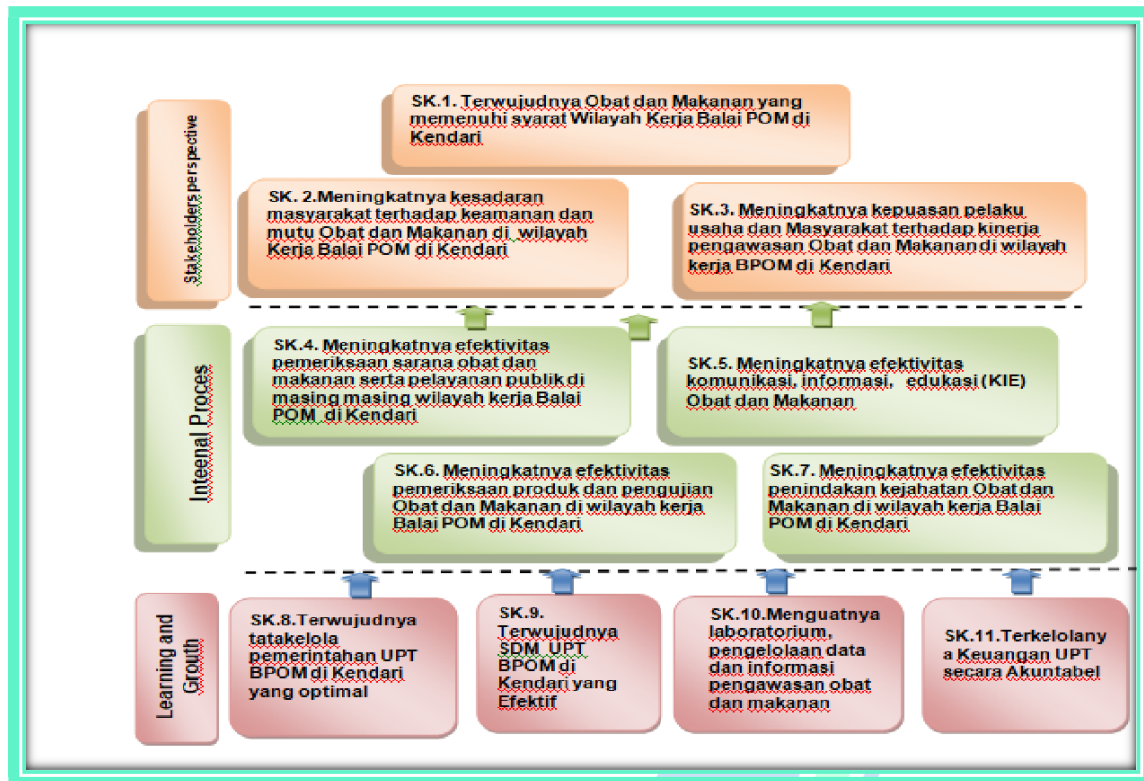 Stakeholders perspective
SK.1. Terwujudnya Obat dan Makanan yang
memenuhi syarat Wilayah Kerja Balai POM di
Kendari
SK. 2.Meningkatnya kesadaran
masyarakat terhadap keamanan dan
mutu Obat dan Makanan di wilayah
Kerja Balai POM di Kendari
SK.3. Meningkatnya kepuasan pelaku
usaha dan Masyarakat terhadap kinerja
pengawasan Obat dan Makanan di wilayah
kerja BPOM di Kendari
Inteenal Proces
SK.4. Meningkatnya efektivitas
pemeriksaan sarana obat dan
makanan serta pelayanan publik di
masing masing wilayah kerja Balai
POM di Kendari
SK.5. Meningkatnya efektivitas
komunikasi, informasi, edukasi (KIE)
Obat dan Makanan
SK.6. Meningkatnya efektivitas
pemeriksaan produk dan pengujian
Obat dan Makanan di wilayah kerja
Balai POM di Kendari
SK.7. Meningkatnya efektivitas
penindakan kejahatan Obat dan
Makanan di wilayah kerja Balai
POM di Kendari
Learning and
Grouth
SK.8.Terwujudnya
tatakelola
pemerintahan UPT
BPOM di Kendari
yang optimal
SK.9.
Terwujudnya
SDM UPT
BPOM di
Kendari yang
Efektif
SK.10.Menguatnya
laboratorium,
pengelolaan data
dan informasi
pengawasan obat
dan makanan
SK.11.Terkelolany
a Keuangan UPT
secara Akuntabel